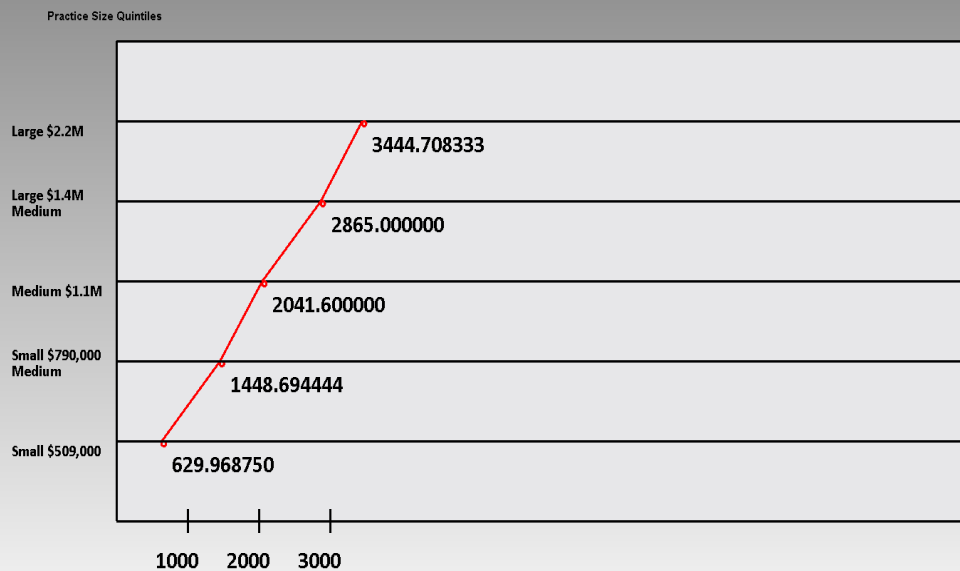 Practice Size Quintiles
Large $2.2M
3444.708333
Large $1.4M
Medium
2865.000000
Medium $1.1M
2041.600000
Small $790,000
Medium
1448.694444
Small $509,000
629.968750
1000 2000 3000